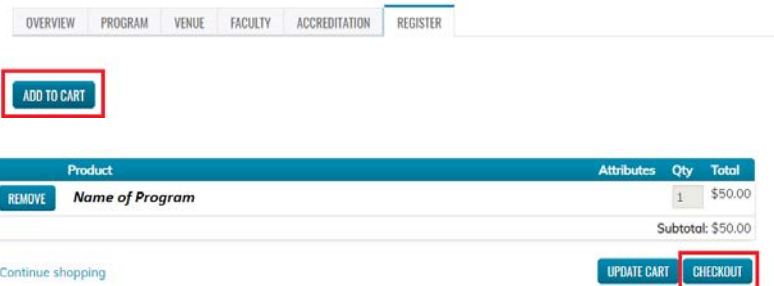 OVERVIEW PROGRAM VENUE FACULTY ACCREDITATION REGISTER
ADD TO CART
Product Attributes Qty Total
REMOVE Name of Program 1 $50.00
Subtotal: $50.00
Continue shopping UPDATE CART CHECKOUT